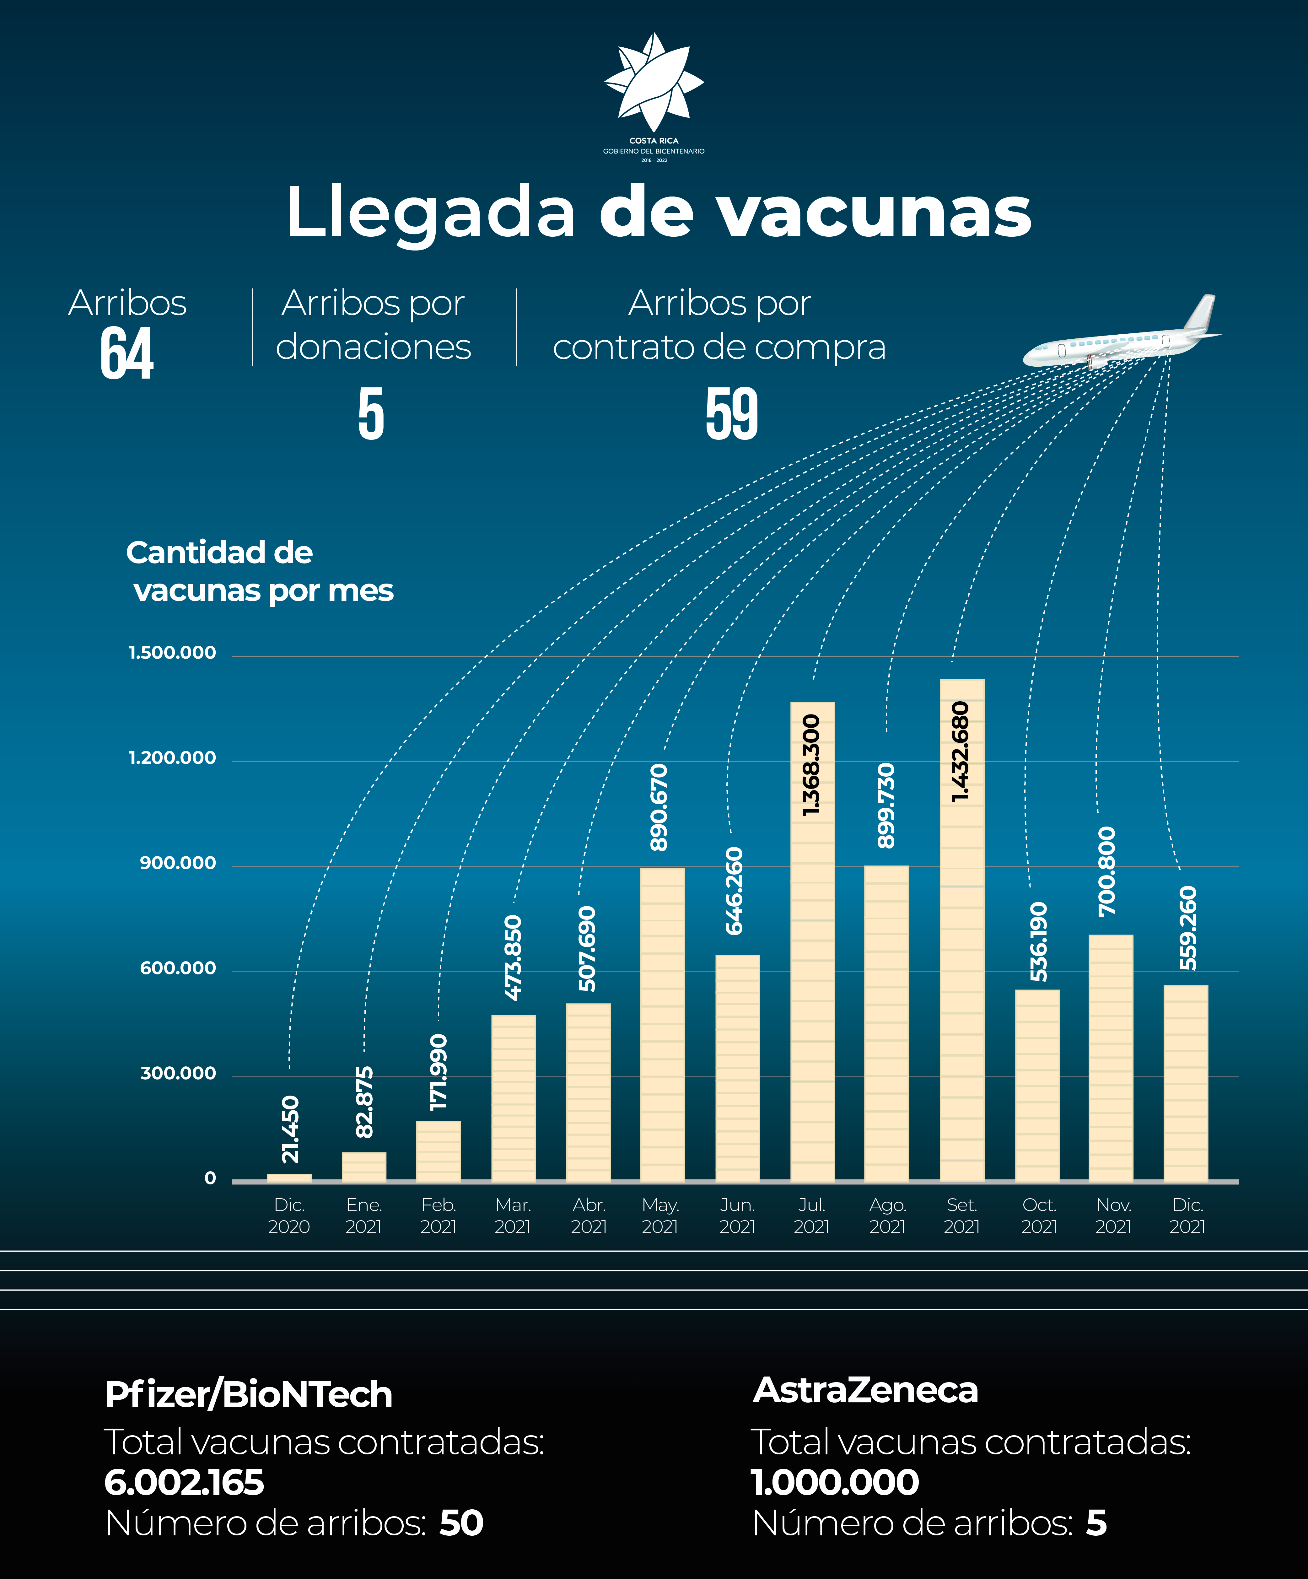 COSTA RICA
GOBIERNO DEL BICENTENARIO
2018 - 2022
Llegada de vacunas
Arribos
64
Arribos por
donaciones
5
Arribos por
contrato de compra
59
Cantidad de
vacunas por mes
1.500.000
1.200.000
900.000
600.000
300.000
0
21.450
82.875
171.990
473.850
507.690
890.670
646.260
1.368.300
899.730
1.432.680
536.190
700.800
559.260
Dic. 2020
Ene. 2021
Feb. 2021
Mar. 2021
Abr. 2021
May. 2021
Jun. 2021
Jul. 2021
Ago. 2021
Set. 2021
Oct. 2021
Nov. 2021
Dic. 2021
Pfizer/BioNTech
Total vacunas contratadas:
6.002.165
Número de arribos: 50
AstraZeneca
Total vacunas contratadas:
1.000.000
Número de arribos: 5